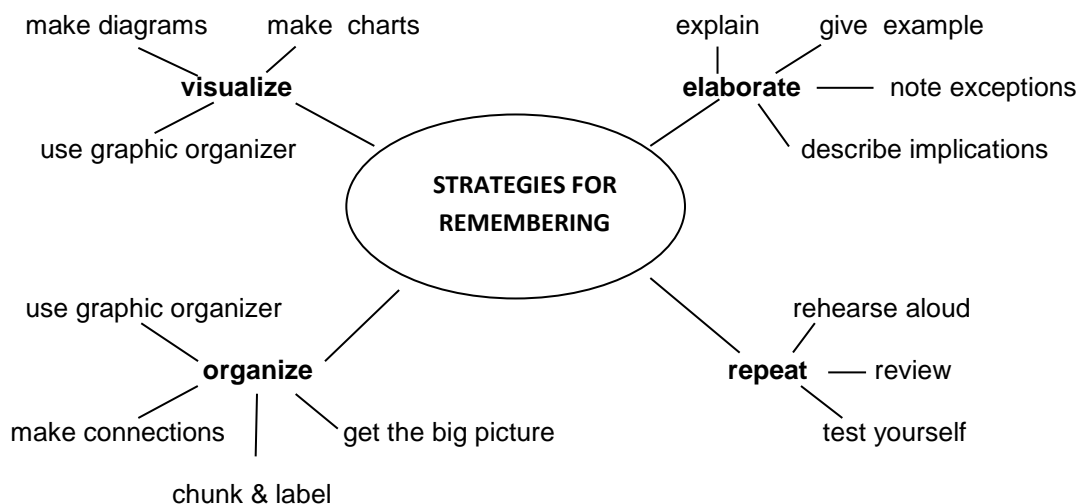 make diagrams
make charts
visualize
use graphic organizer
explain
give example
elaborate
note exceptions
describe implications
STRATEGIES FOR
REMEMBERING
use graphic organizer
organize
make connections
get the big picture
chunk & label
rehearse aloud
repeat
review
test yourself